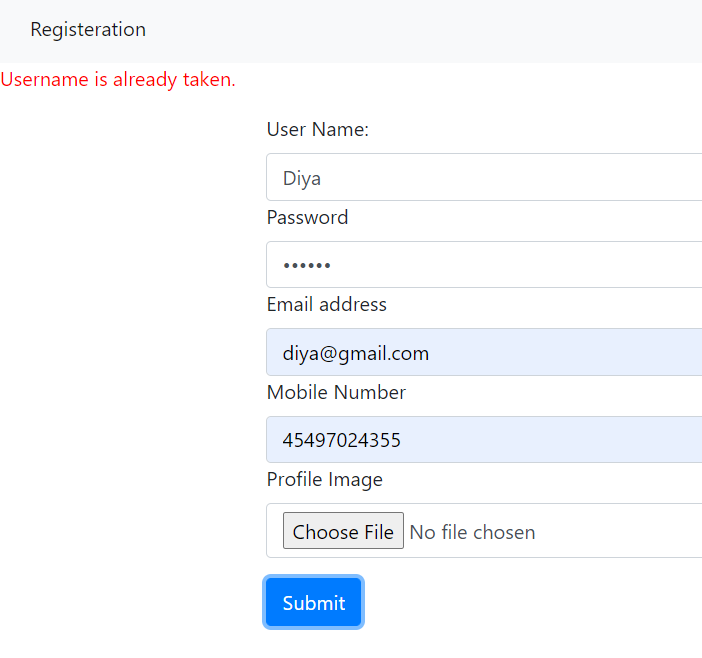 Registeration
Username is already taken.
User Name:
Diya
Password
••••••
Email address
diya@gmail.com
Mobile Number
45497024355
Profile Image
Choose File No file chosen
Submit